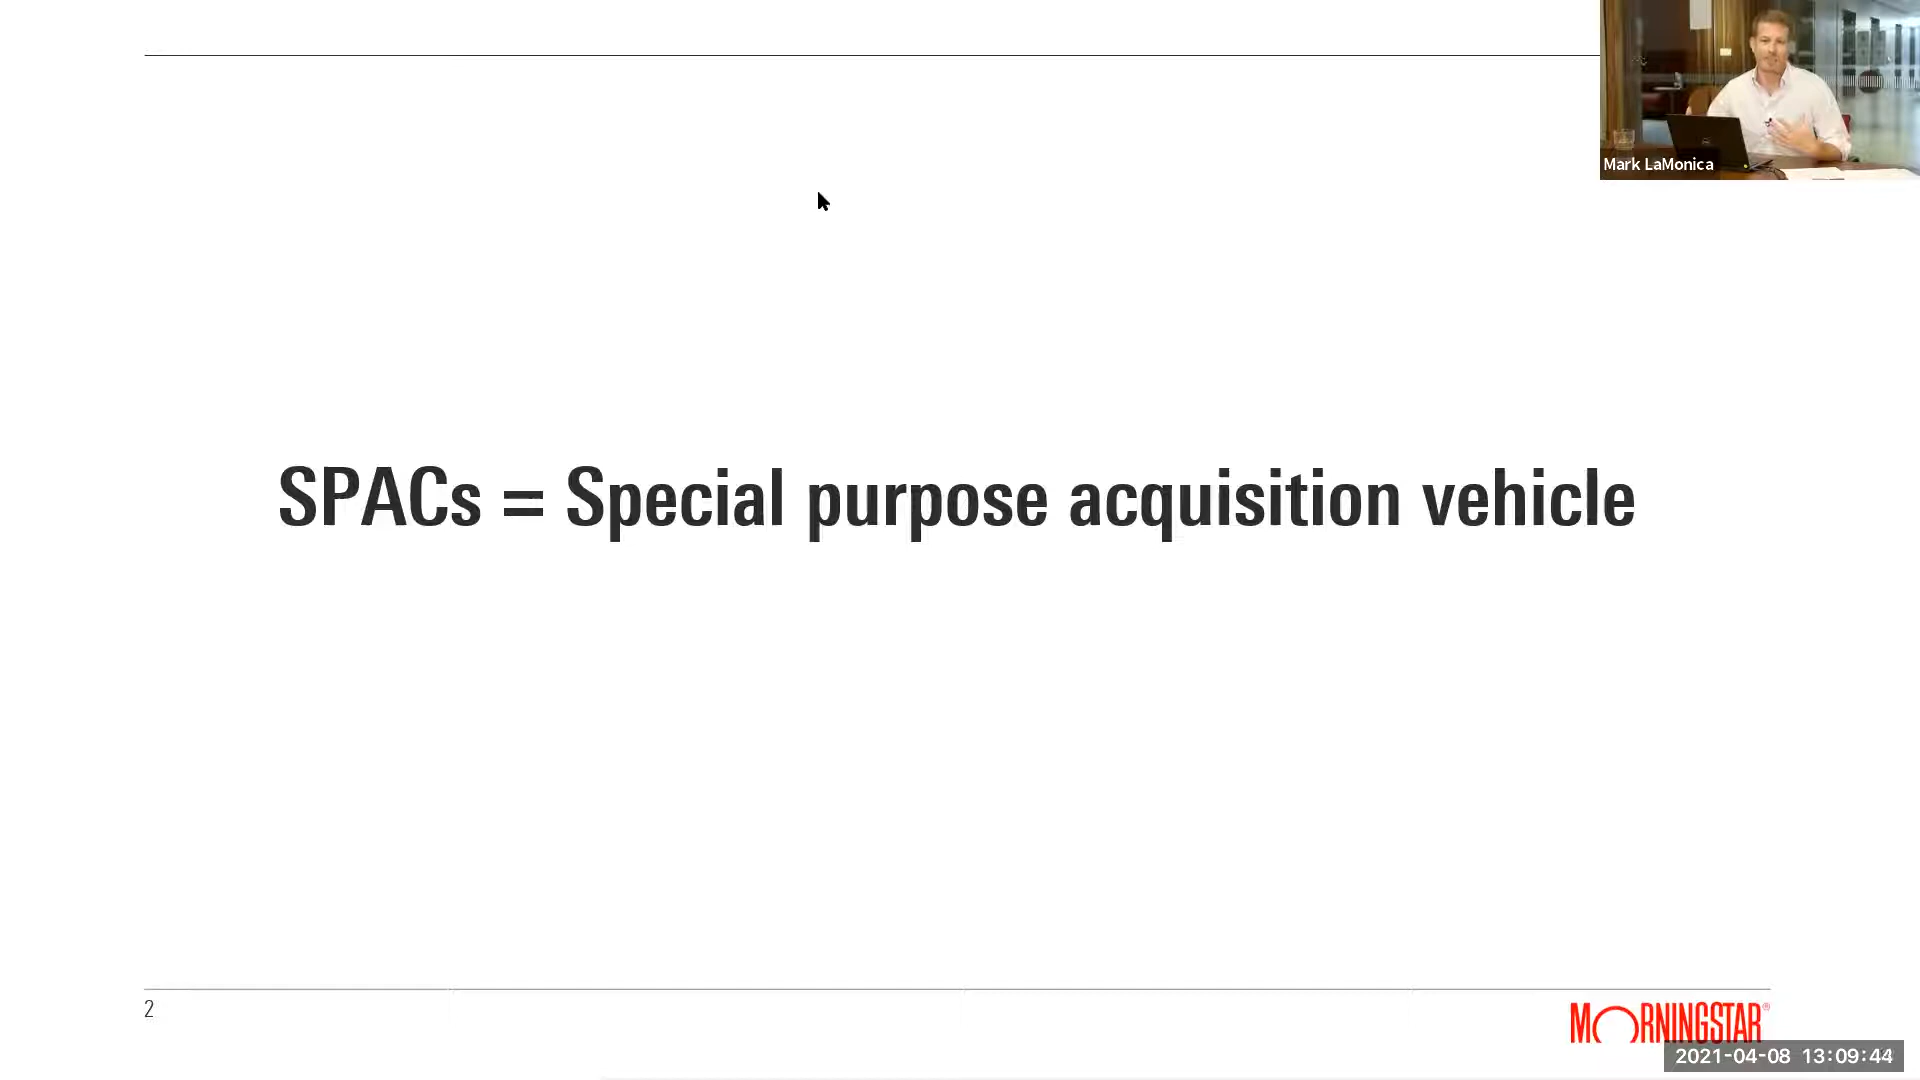 Mark LaMonica
SPACs = Special purpose acquisition vehicle
2
MORNINGSTAR®
2021-04-08 13:09:44